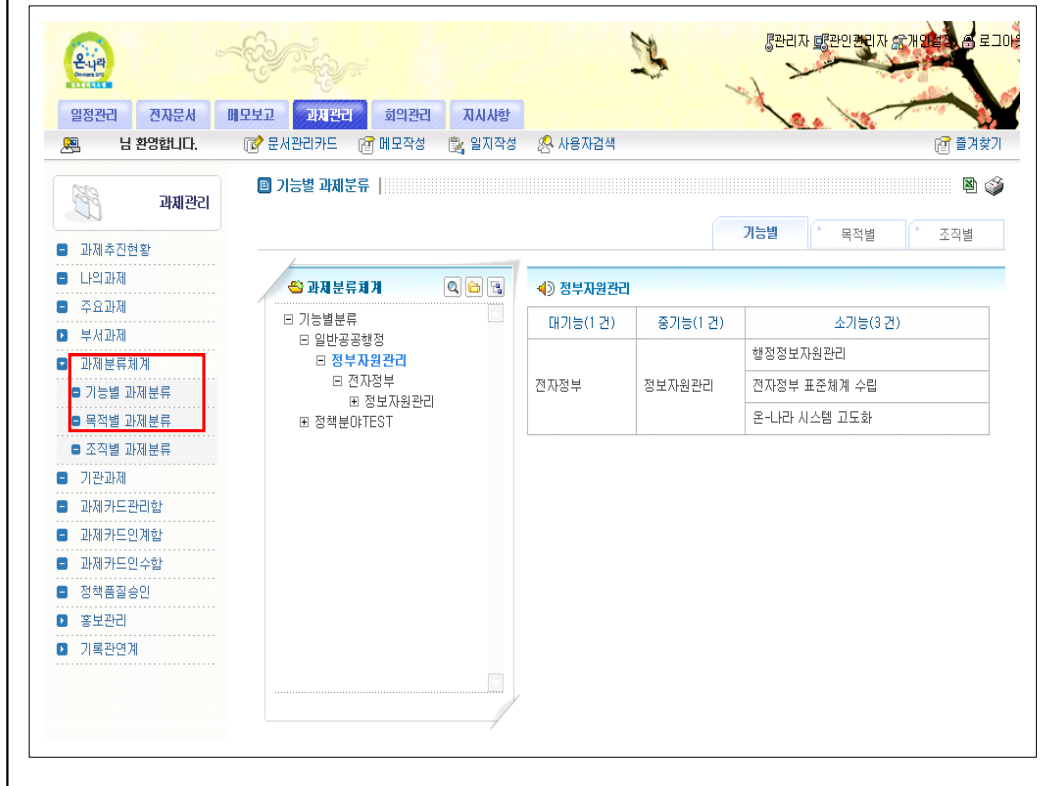 관리자 관인관리자 개인설정 로그아웃
온-나라
일정관리 전자문서 메모보고 과제관리 회의관리 지시사항
님 환영합니다. 문서관리카드 메모작성 일지작성 사용자검색 즐겨찾기
과제관리
과제추진현황
나의과제
주요과제
부서과제
과제분류체계
기능별 과제분류
목적별 과제분류
조직별 과제분류
기관과제
과제카드관리함
과제카드인계함
과제카드인수함
정책품질승인
홍보관리
기록관연계
기능별 과제분류
기능별 목적별 조직별
과제분류체계
기능별분류
일반공공행정
정부자원관리
전자정부
정보자원관리
정책분야TEST
정부자원관리
대기능(1 건) 중기능(1 건) 소기능(3 건)
전자정부 정보자원관리 행정정보자원관리
전자정부 표준체계 수립
온-나라 시스템 고도화